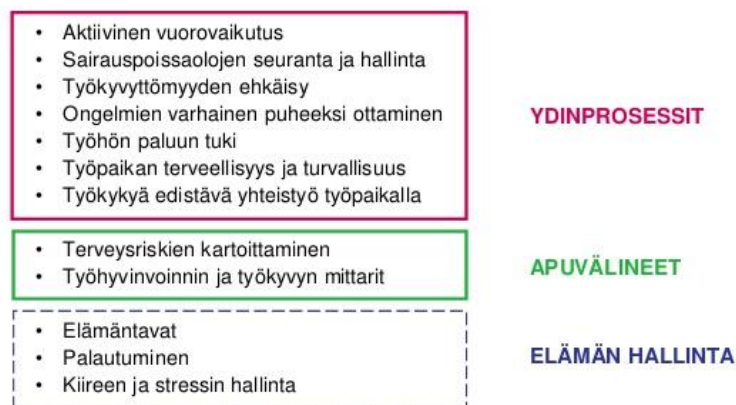 • Aktiivinen vuorovaikutus
• Sairauspoissaolojen seuranta ja hallinta
• Työkyvyttömyyden ehkäisy
• Ongelmien varhainen puheeksi ottaminen
• Työhön paluun tuki
• Työpaikan terveellisyys ja turvallisuus
• Työkykyä edistävä yhteistyö työpaikalla
YDINPROSESSIT
• Terveysriskien kartoittaminen
• Työhyvinvoinnin ja työkyvyn mittarit
APUVÄLINEET
• Elämäntavat
• Palautuminen
• Kiireen ja stressin hallinta
ELÄMÄN HALLINTA